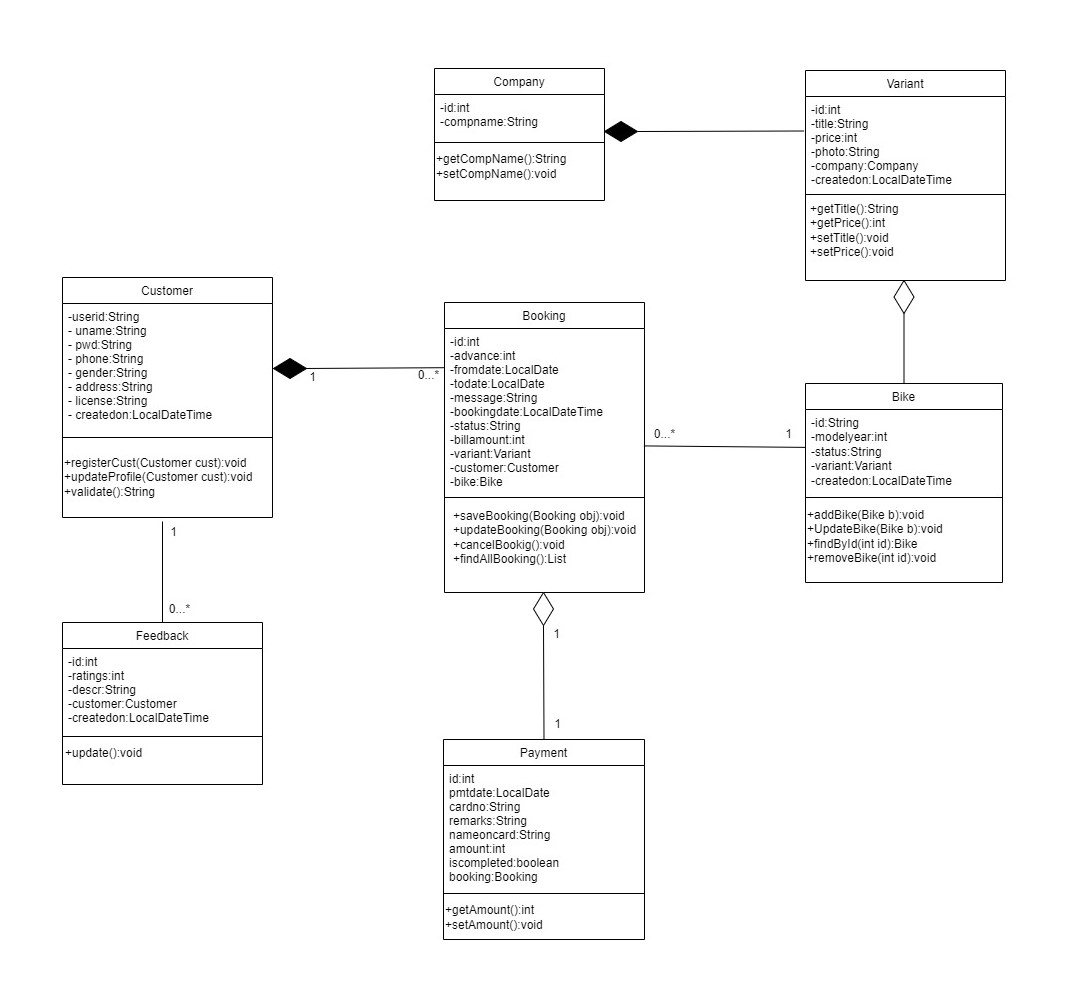 Company
-id:int
-compname:String
+getCompName():String
+setCompName():void
Variant
-id:int
-title:String
-price:int
-photo:String
-company:Company
-createdon:LocalDateTime
+getTitle():String
+getPrice():int
+setTitle():void
+setPrice():void
Customer
-userid:String
- uname:String
- pwd:String
- phone:String
- gender:String
- address:String
- license:String
- createdon:LocalDateTime
+registerCust(Customer cust):void
+updateProfile(Customer cust):void
+validate():String
1
0...*
Booking
-id:int
-advance:int
-fromdate:LocalDate
-todate:LocalDate
-message:String
-bookingdate:LocalDateTime
-status:String
-billamount:int
-variant:Variant
-customer:Customer
-bike:Bike
+saveBooking(Booking obj):void
+updateBooking(Booking obj):void
+cancelBookig():void
+findAllBooking():List
0...*
1
Bike
-id:String
-modelyear:int
-status:String
-variant:Variant
-createdon:LocalDateTime
+addBike(Bike b):void
+UpdateBike(Bike b):void
+findById(int id):Bike
+removeBike(int id):void
1
0...*
Feedback
-id:int
-ratings:int
-descr:String
-customer:Customer
-createdon:LocalDateTime
+update():void
1
1
Payment
id:int
pmtdate:LocalDate
cardno:String
remarks:String
nameoncard:String
amount:int
iscompleted:boolean
booking:Booking
+getAmount():int
+setAmount():void